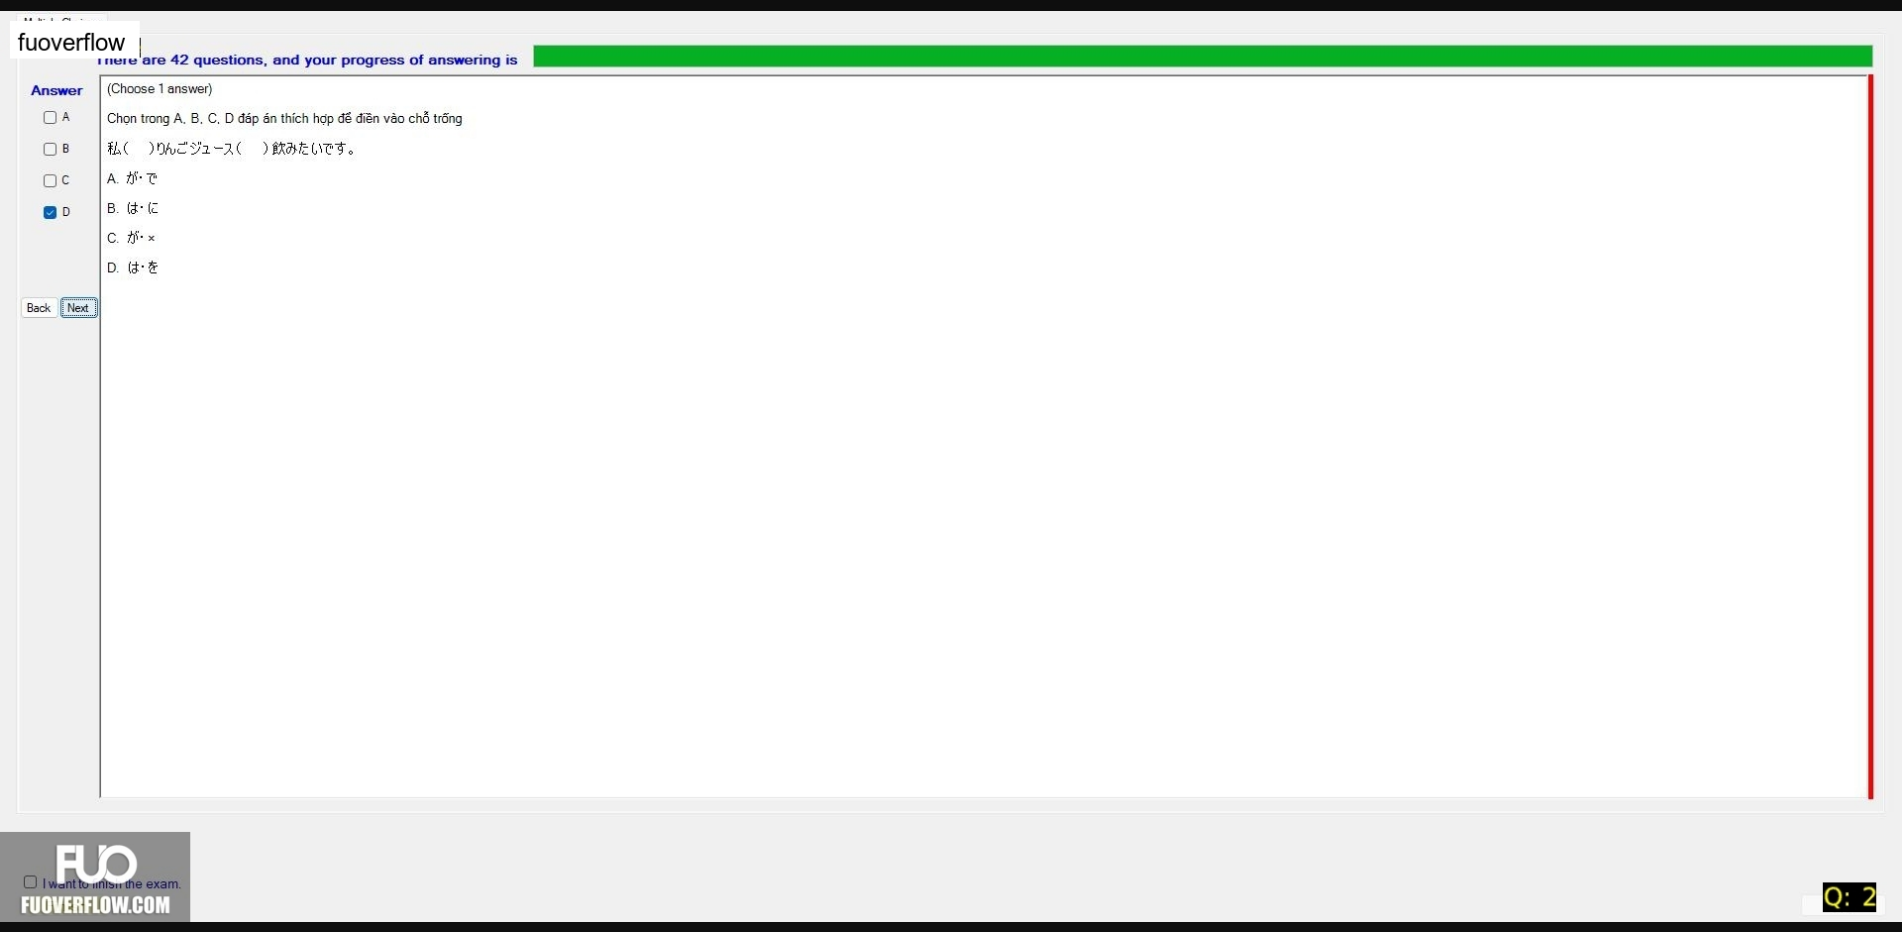 fuoverflow
There are 42 questions, and your progress of answering is
Answer
(Choose 1 answer)
A
Chọn trong A, B, C, D đáp án thích hợp để điền vào chỗ trống
B
私( )りんごジュース( )飲みたいです。
C
A. が・で
D
B. は・に
C. が・×
D. は・を
Back Next
FUO
I want to finish the exam.
FUOVERFLOW.COM
Q: 2